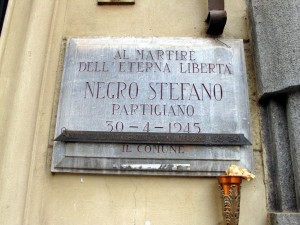 AL MARTIRE
DELL'ETERNA LIBERTÀ
NEGRO STEFANO
PARTIGIANO
30-4-1945
IL COMUNE